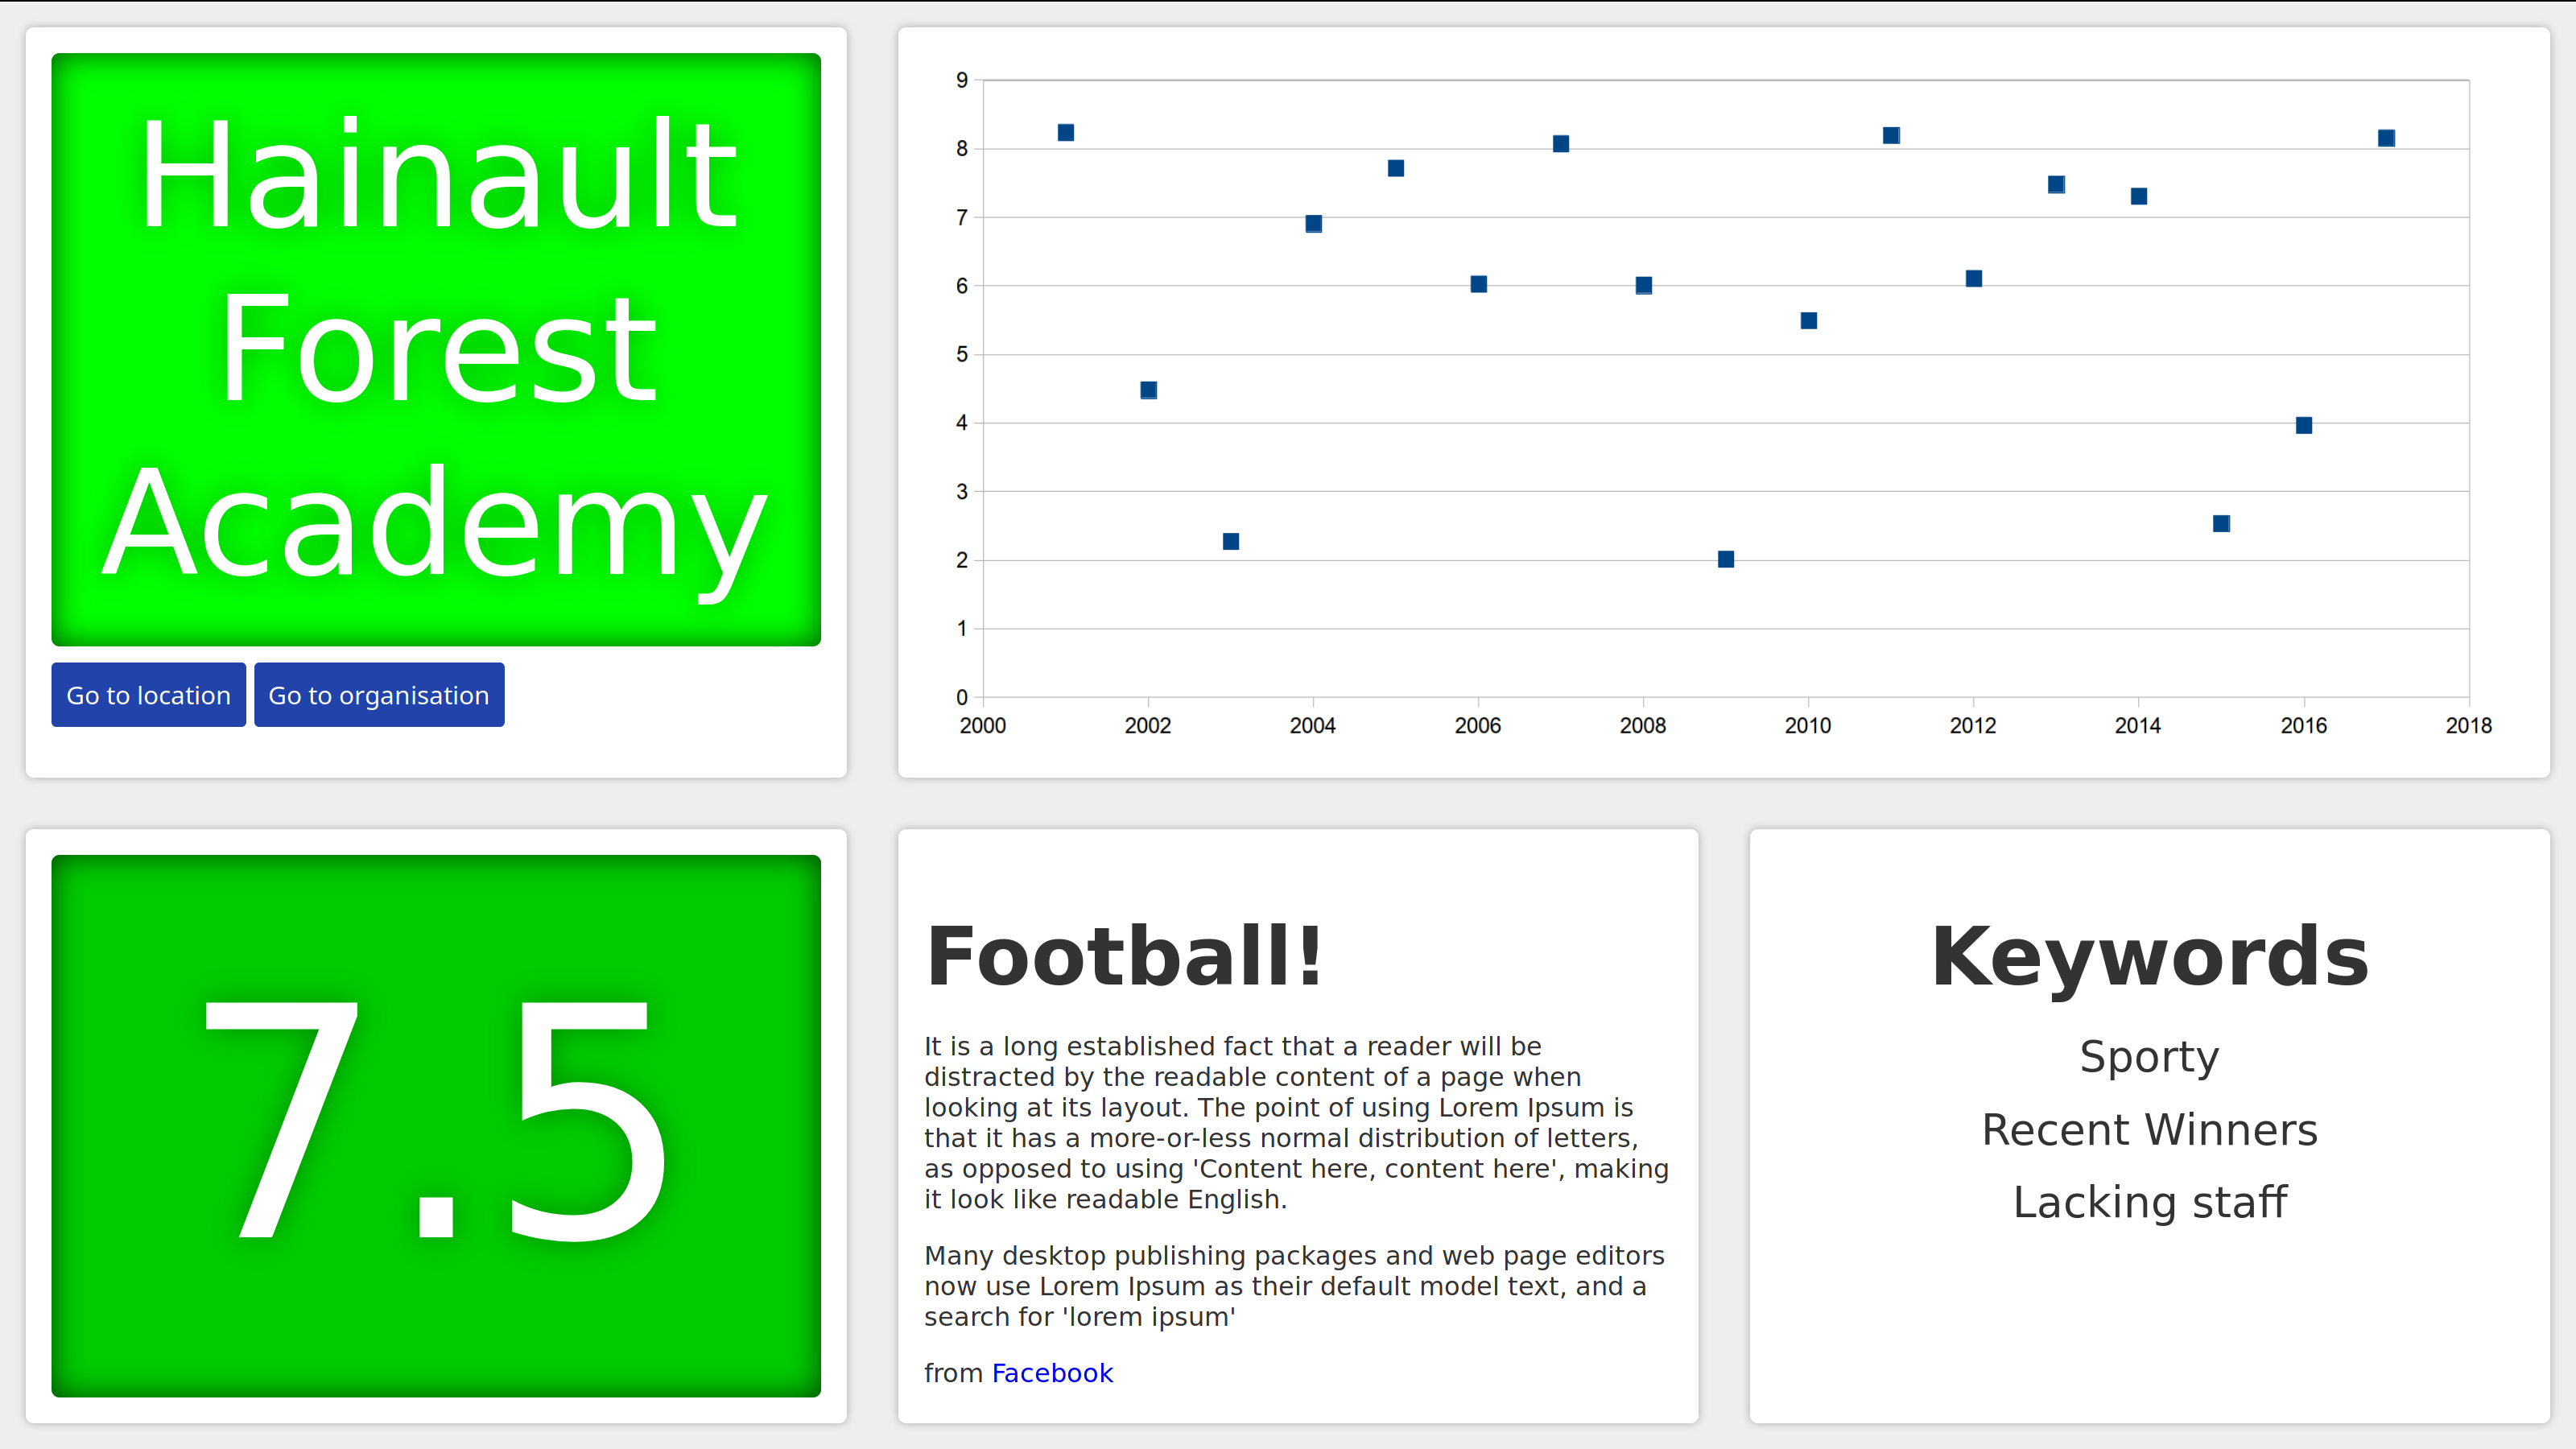 Hainault
Forest
Academy
Go to location
Go to organisation
9
8
7
6
5
4
3
2
1
0
2000
2002
2004
2006
2008
2010
2012
2014
2016
2018
7.5
Football!
It is a long established fact that a reader will be
distracted by the readable content of a page when
looking at its layout. The point of using Lorem Ipsum is
that it has a more-or-less normal distribution of letters,
as opposed to using 'Content here, content here', making
it look like readable English.
Many desktop publishing packages and web page editors
now use Lorem Ipsum as their default model text, and a
search for 'lorem ipsum'
from Facebook
Keywords
Sporty
Recent Winners
Lacking staff